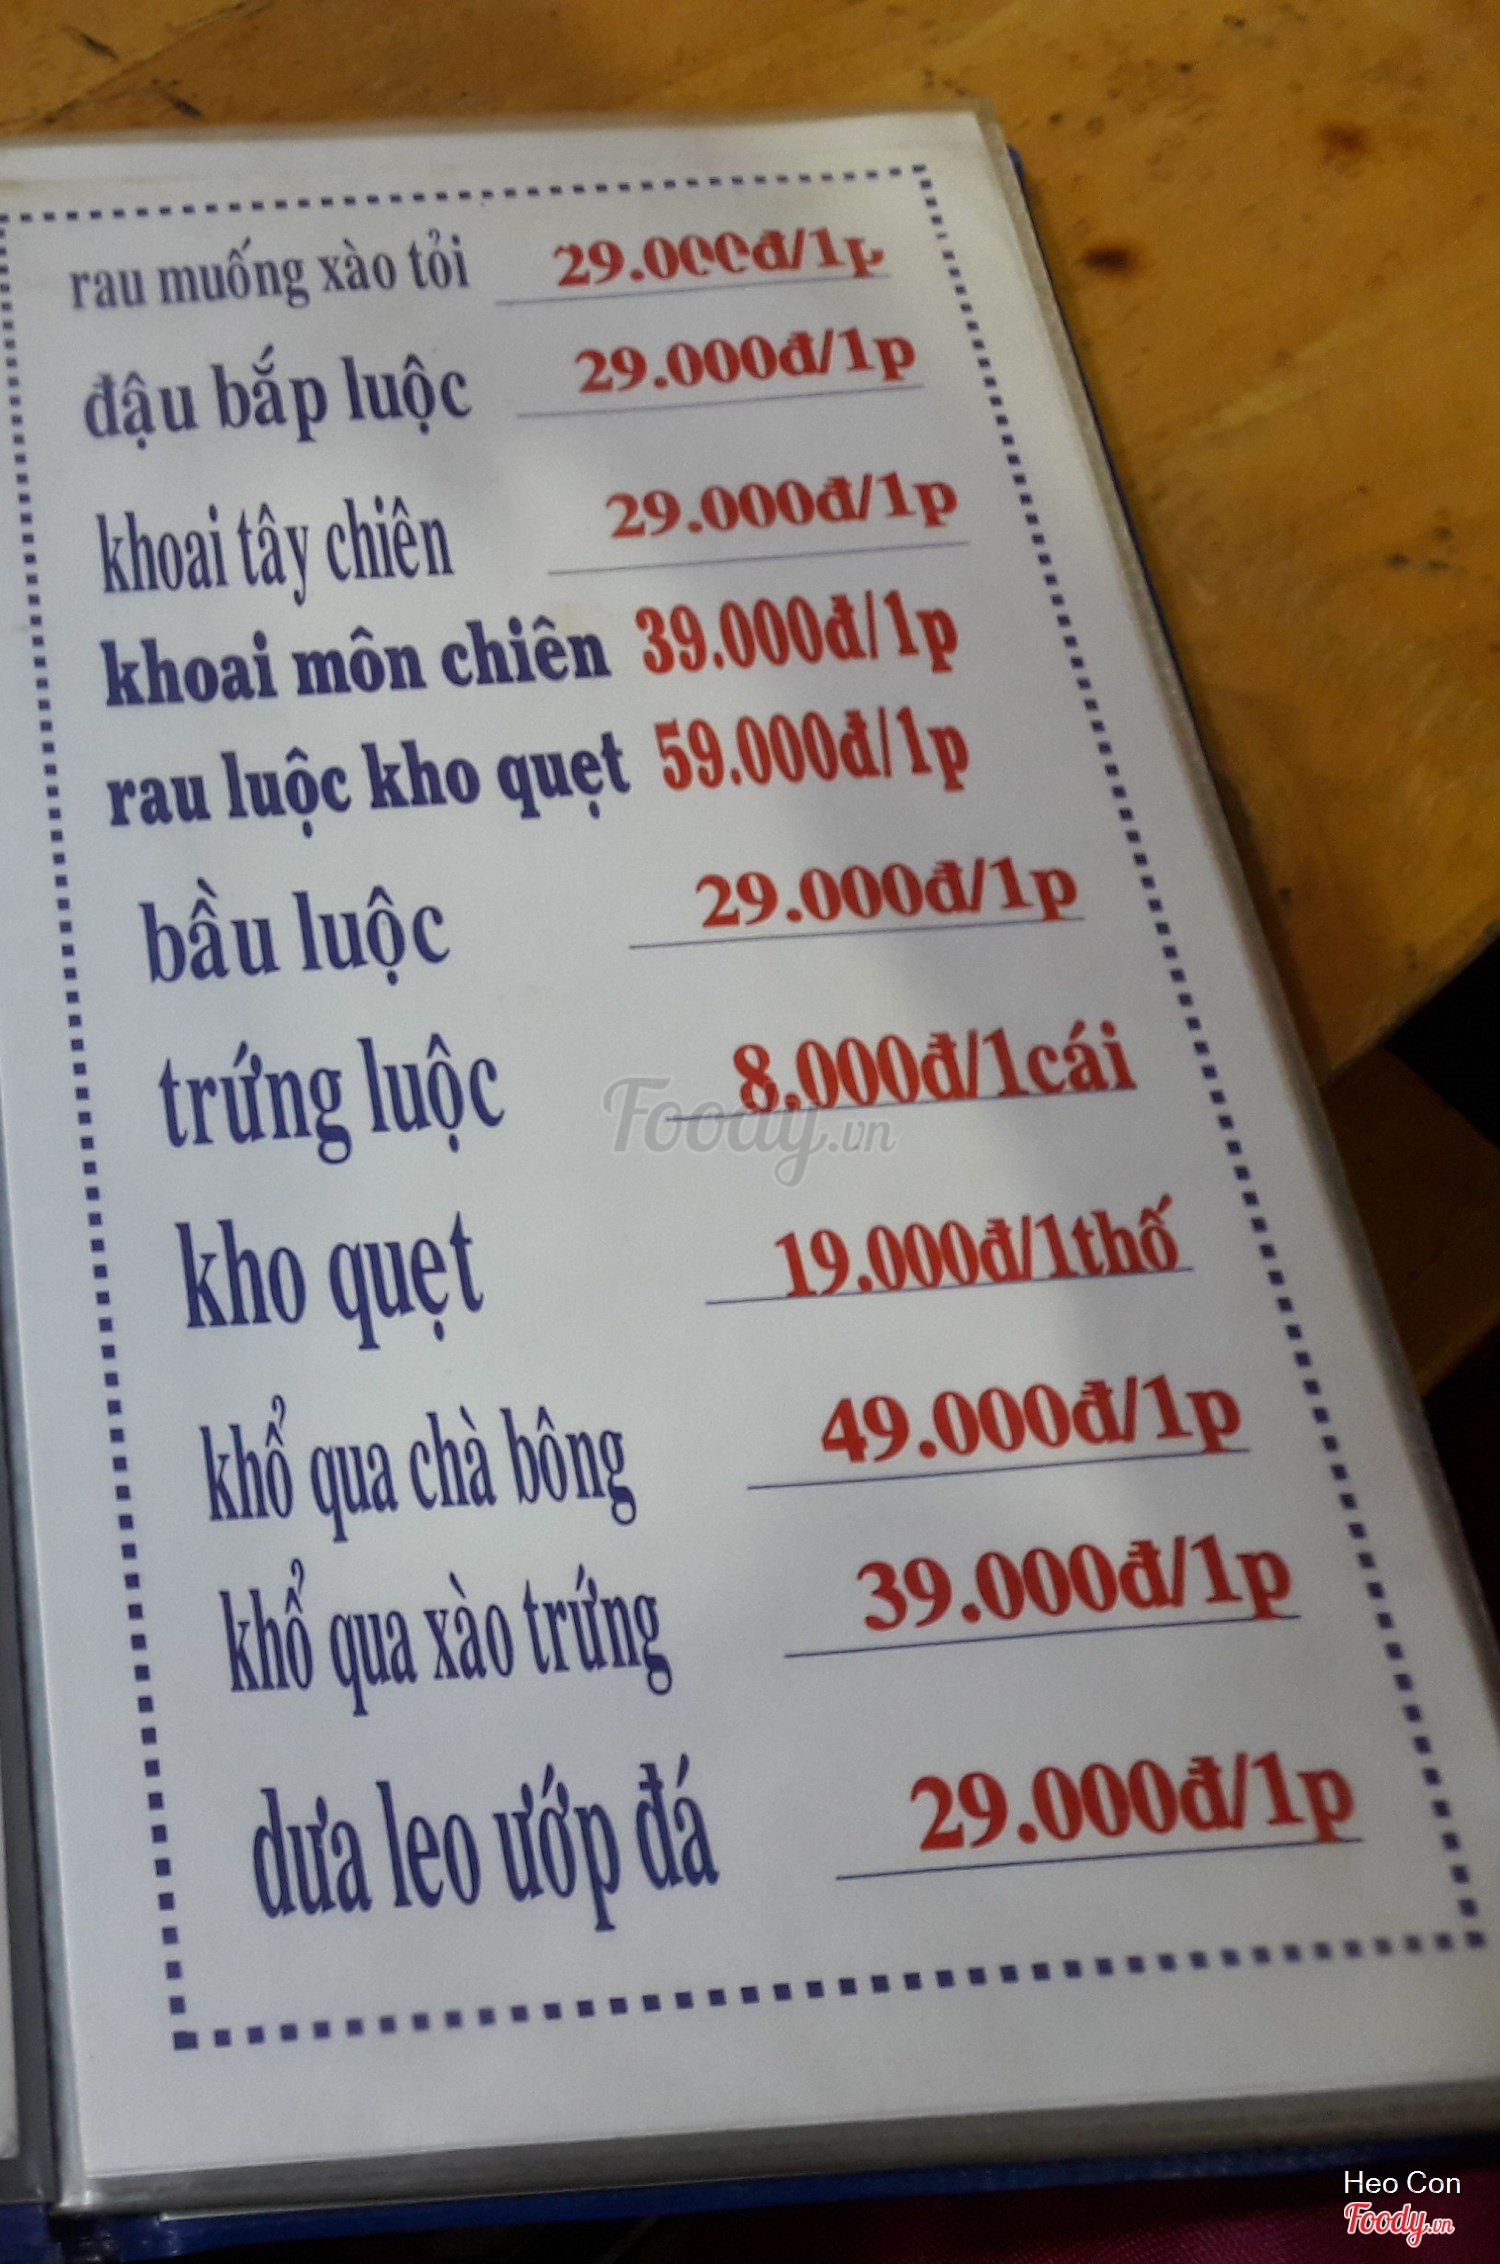 rau muống xào tỏi 29.000đ/1p
đậu bắp luộc 29.000đ/1p
khoai tây chiên 29.000đ/1p
khoai môn chiên 39.000đ/1p
rau luộc kho quẹt 59.000đ/1p
bầu luộc 29.000đ/1p
trứng luộc 8.000đ/1cái
Foody.vn
kho quẹt 19.000đ/1thố
khổ qua chà bông 49.000đ/1p
khổ qua xào trứng 39.000đ/1p
dưa leo ướp đá 29.000đ/1p
Heo Con
Foody.vn